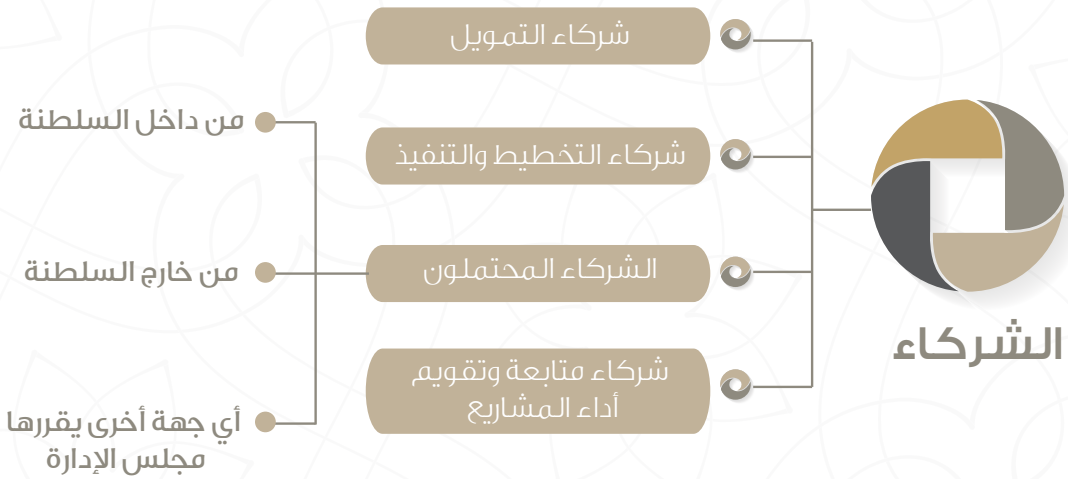 الشركاء
شركاء التمويل
شركاء التخطيط والتنفيذ
الشركاء المحتملون
شركاء متابعة وتقويم
أداء المشاريع
من داخل السلطنة
من خارج السلطنة
أي جهة أخرى يقررها
مجلس الإدارة